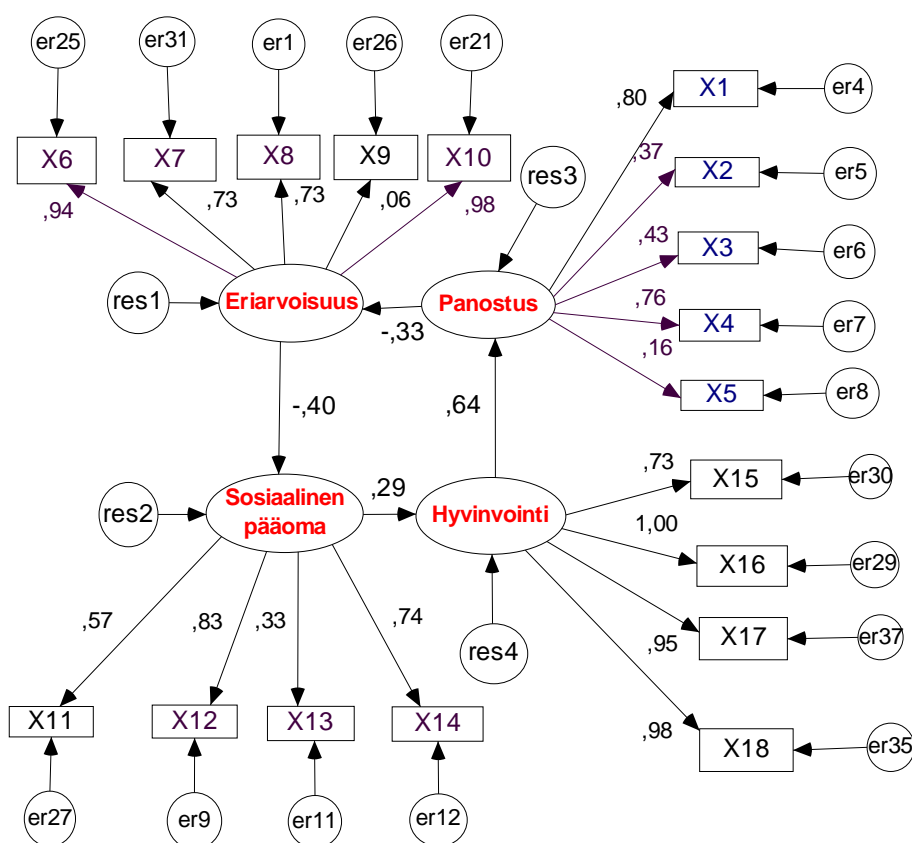 er25
er31
er1
er26
er21
X6
X7
X8
X9
X10
,94
,73
,73
,06
,98
res3
,80
X1
er4
,37
X2
er5
,43
X3
er6
,76
X4
er7
,16
X5
er8
res1
Eriarvoisuus
Panostus
-,33
-,40
,64
res2
Sosiaalinen
pääoma
,29
Hyvinvointi
,73
X15
er30
1,00
X16
er29
,95
X17
er37
,98
X18
er35
res4
,57
,83
,33
,74
X11
X12
X13
X14
er27
er9
er11
er12